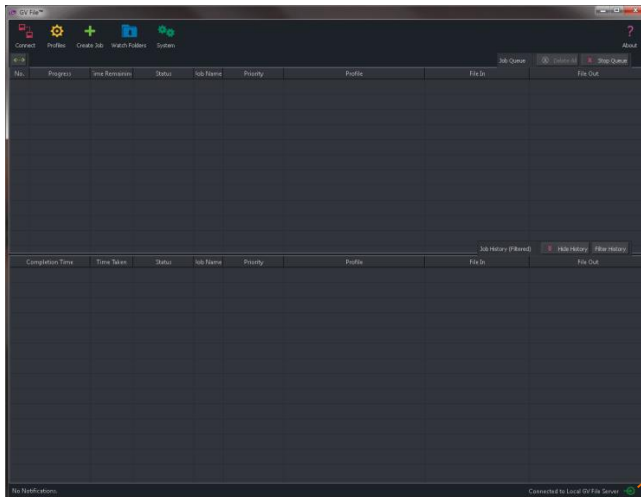 GV File™
Connect Profiles Create Job Watch Folders System About
Job Queue Delete All X Stop Queue
No. Progress Time Remainin Status Job Name Priority Profile File In File Out
Job History (Filtered) X Hide History Filter History
Completion Time Time Taken Status Job Name Priority Profile File In File Out
No Notifications. Connected to Local GV File Server